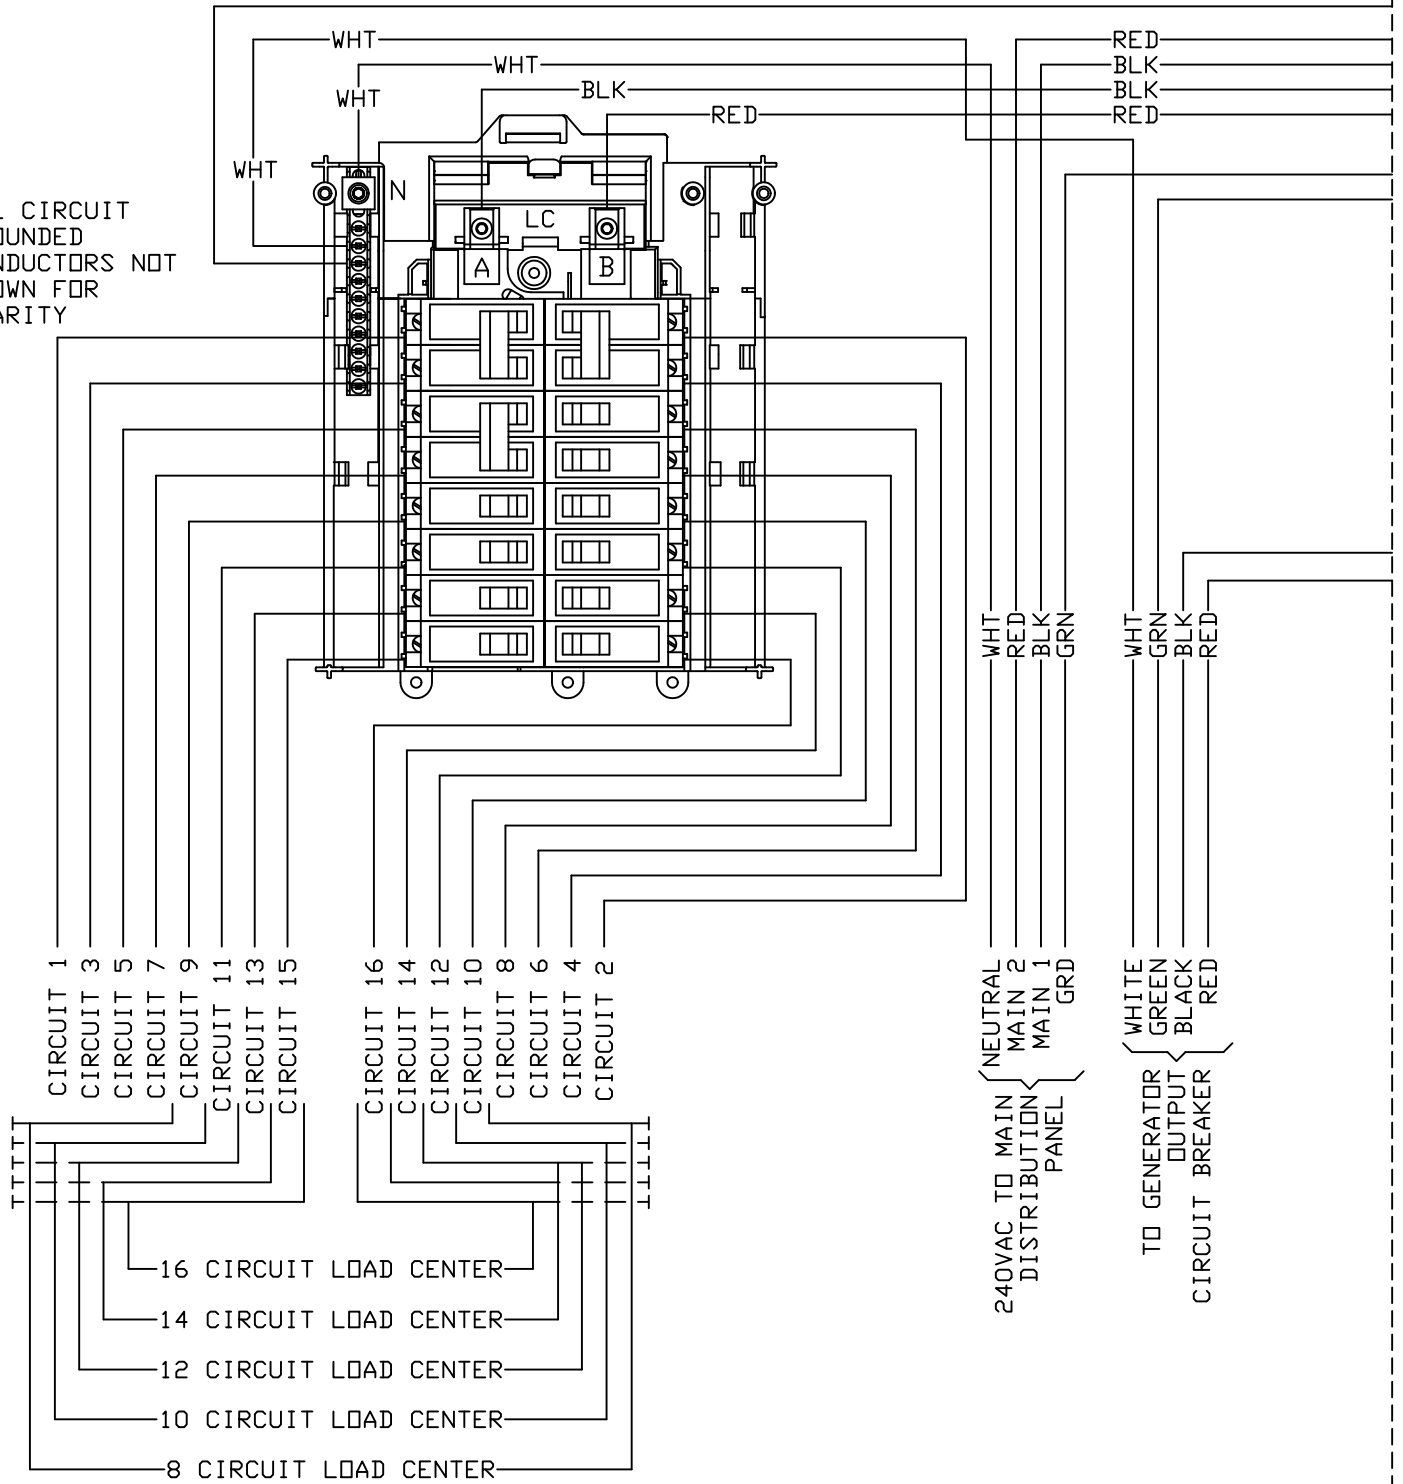 WHT
RED
WHT
BLK
WHT
BLK
BLK
RED
RED
WHT
N
CIRCUIT
NOT
FOR
LC
A
B
WHT
RED
BLK
GRN
WHT
GRN
BLK
RED
CIRCUIT 1
CIRCUIT 3
CIRCUIT 5
CIRCUIT 7
CIRCUIT 9
CIRCUIT 11
CIRCUIT 13
CIRCUIT 15
CIRCUIT 16
CIRCUIT 14
CIRCUIT 12
CIRCUIT 10
CIRCUIT 8
CIRCUIT 6
CIRCUIT 4
CIRCUIT 2
NEUTRAL
MAIN 2
MAIN 1
GRD
240VAC TO MAIN
DISTRIBUTION
PANEL
WHITE
GREEN
BLACK
RED
TO GENERATOR
OUTPUT
CIRCUIT BREAKER
16 CIRCUIT LOAD CENTER
14 CIRCUIT LOAD CENTER
12 CIRCUIT LOAD CENTER
10 CIRCUIT LOAD CENTER
8 CIRCUIT LOAD CENTER